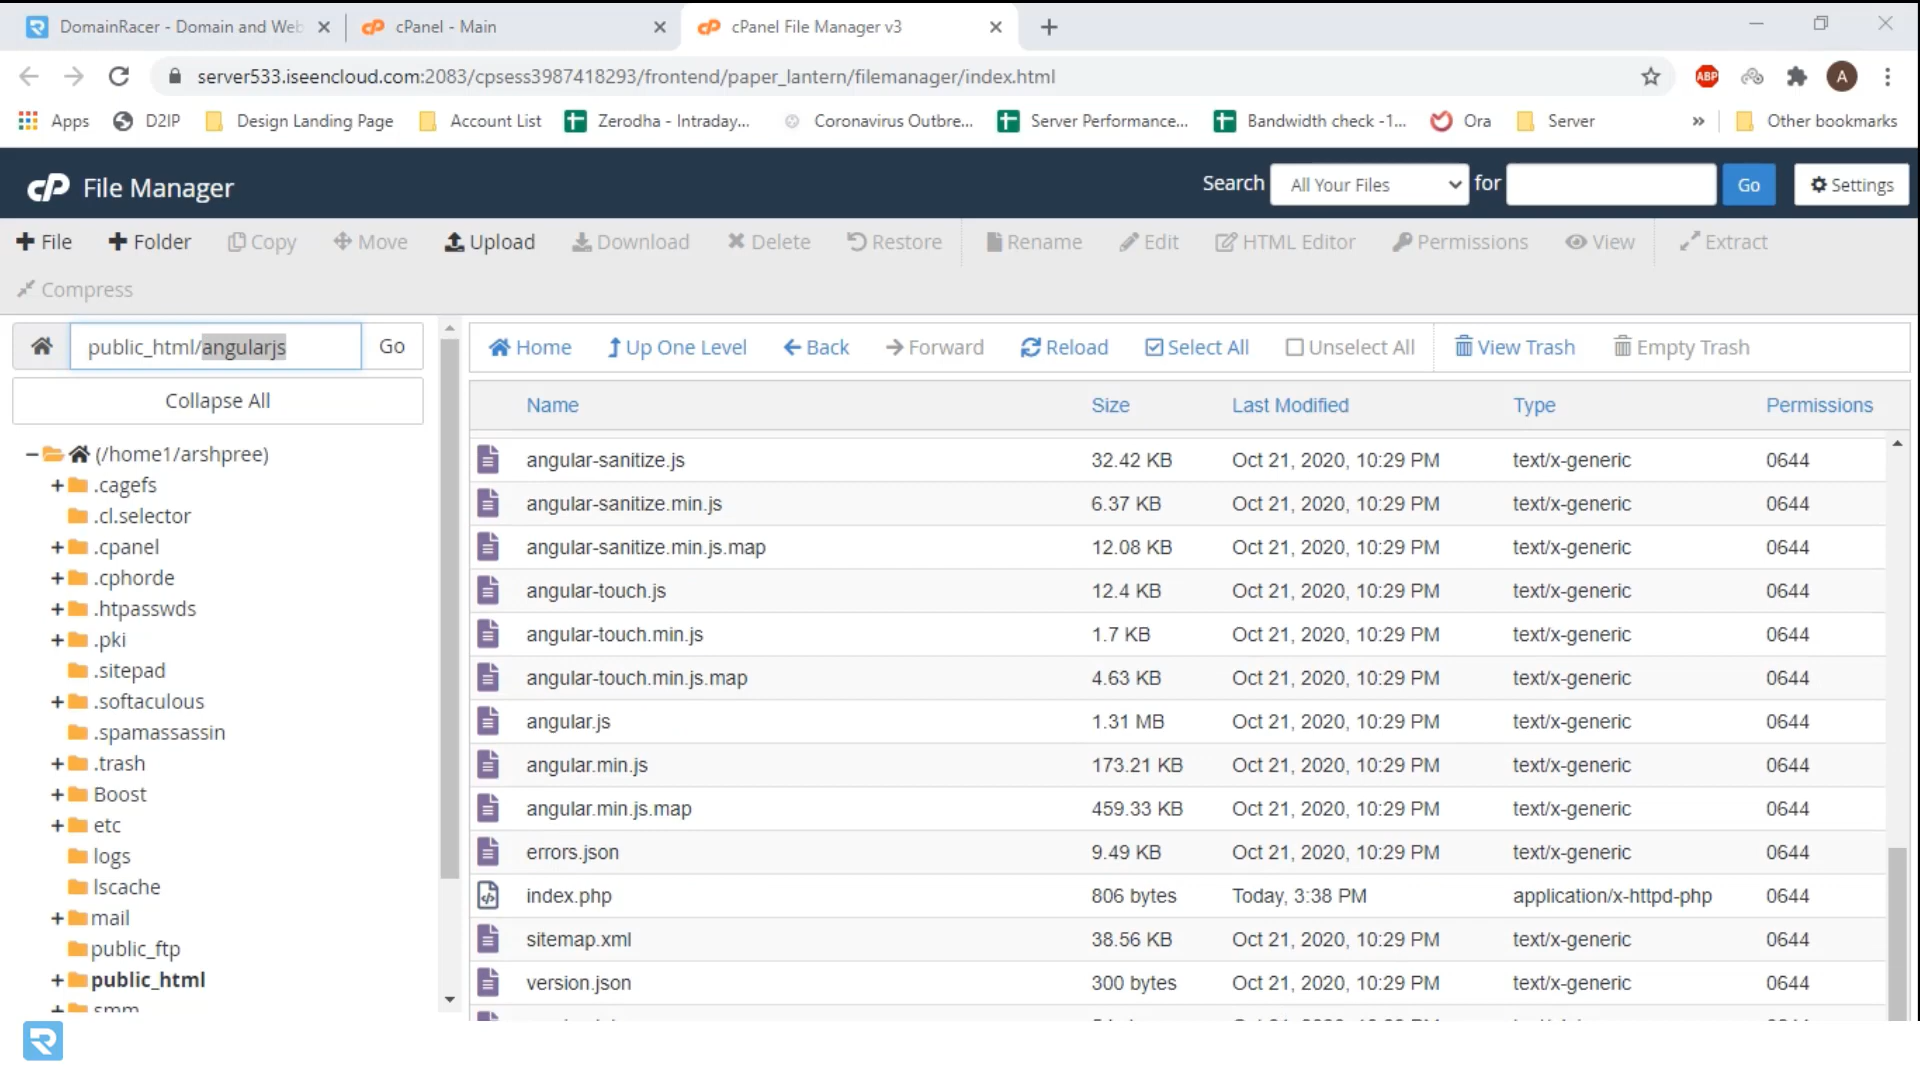 DomainRacer - Domain and Web
cPanel - Main
cPanel File Manager v3
server533.iseencloud.com:2083/cpsess3987418293/frontend/paper_lantern/filemanager/index.html
ABP
A
Apps
D2IP
Design Landing Page
Account List
Zerodha - Intraday...
Coronavirus Outbre...
Server Performance...
Bandwidth check -1...
Ora
Server
»
Other bookmarks
cP File Manager
Search All Your Files for Go Settings
File Folder Copy Move Upload Download Delete Restore Rename Edit HTML Editor Permissions View Extract
Compress
public_html/angularjs Go
Home Up One Level Back Forward Reload Select All Unselect All View Trash Empty Trash
Collapse All
(/home1/arshpree)
.cagefs
.cl.selector
.cpanel
.cphorde
.htpasswds
.pki
.sitepad
.softaculous
.spamassassin
.trash
Boost
etc
logs
lscache
mail
public_ftp
public_html
smm
Name Size Last Modified Type Permissions
angular-sanitize.js 32.42 KB Oct 21, 2020, 10:29 PM text/x-generic 0644
angular-sanitize.min.js 6.37 KB Oct 21, 2020, 10:29 PM text/x-generic 0644
angular-sanitize.min.js.map 12.08 KB Oct 21, 2020, 10:29 PM text/x-generic 0644
angular-touch.js 12.4 KB Oct 21, 2020, 10:29 PM text/x-generic 0644
angular-touch.min.js 1.7 KB Oct 21, 2020, 10:29 PM text/x-generic 0644
angular-touch.min.js.map 4.63 KB Oct 21, 2020, 10:29 PM text/x-generic 0644
angular.js 1.31 MB Oct 21, 2020, 10:29 PM text/x-generic 0644
angular.min.js 173.21 KB Oct 21, 2020, 10:29 PM text/x-generic 0644
angular.min.js.map 459.33 KB Oct 21, 2020, 10:29 PM text/x-generic 0644
errors.json 9.49 KB Oct 21, 2020, 10:29 PM text/x-generic 0644
index.php 806 bytes Today, 3:38 PM application/x-httpd-php 0644
sitemap.xml 38.56 KB Oct 21, 2020, 10:29 PM text/x-generic 0644
version.json 300 bytes Oct 21, 2020, 10:29 PM text/x-generic 0644